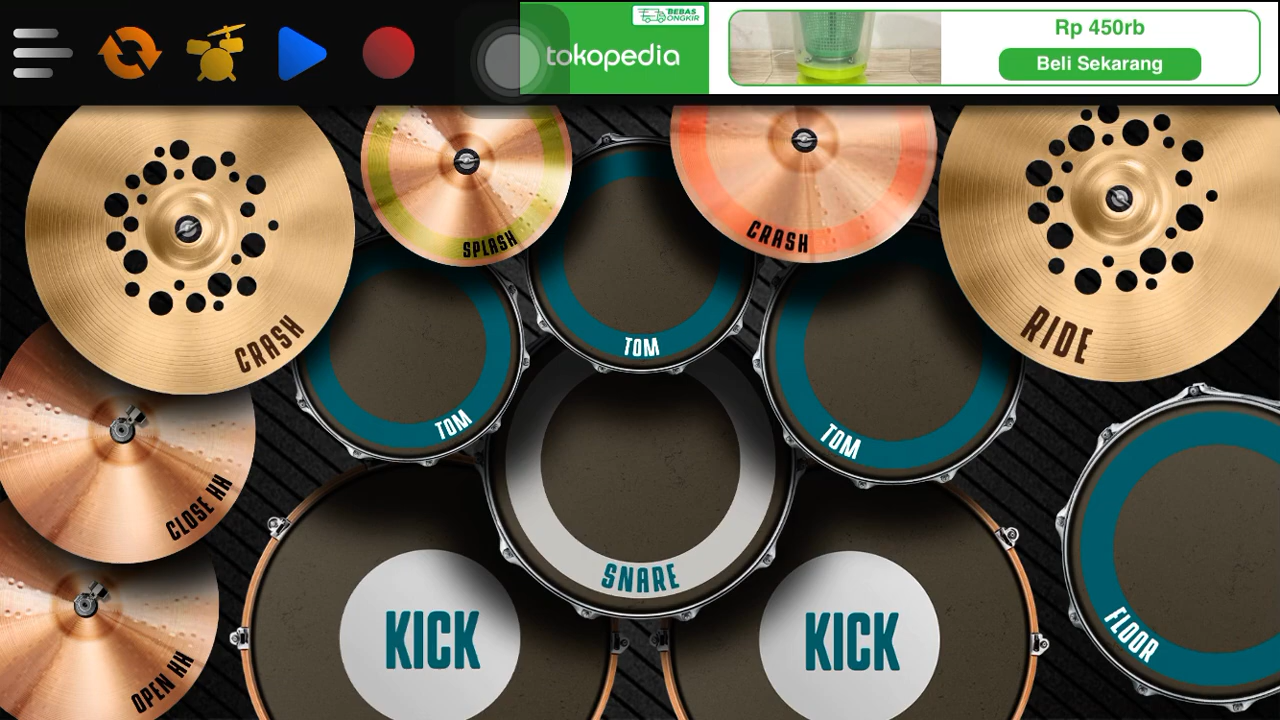 BEBAS
ONGKIR
tokopedia
Rp 450rb
Beli Sekarang
SPLASH
CRASH
CRASH
RIDE
TOM
TOM
TOM
CLOSE HH
SNARE
KICK
KICK
FLOOR
OPEN HH